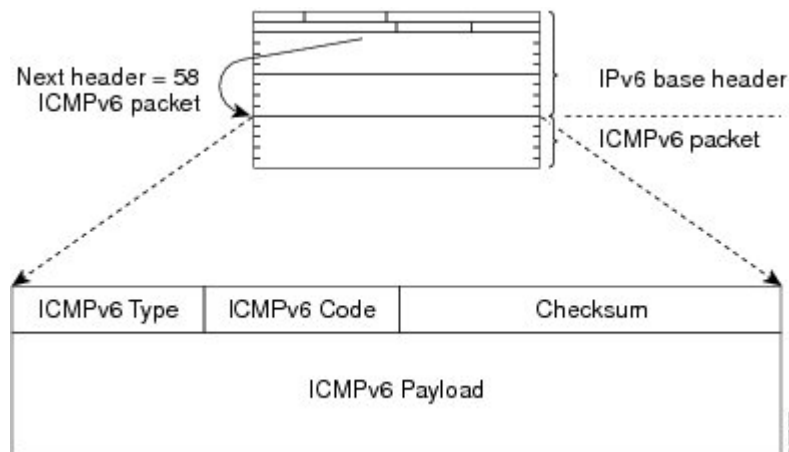 Next header = 58
ICMPv6 packet
IPv6 base header
ICMPv6 packet
ICMPv6 Type
ICMPv6 Code
Checksum
ICMPv6 Payload